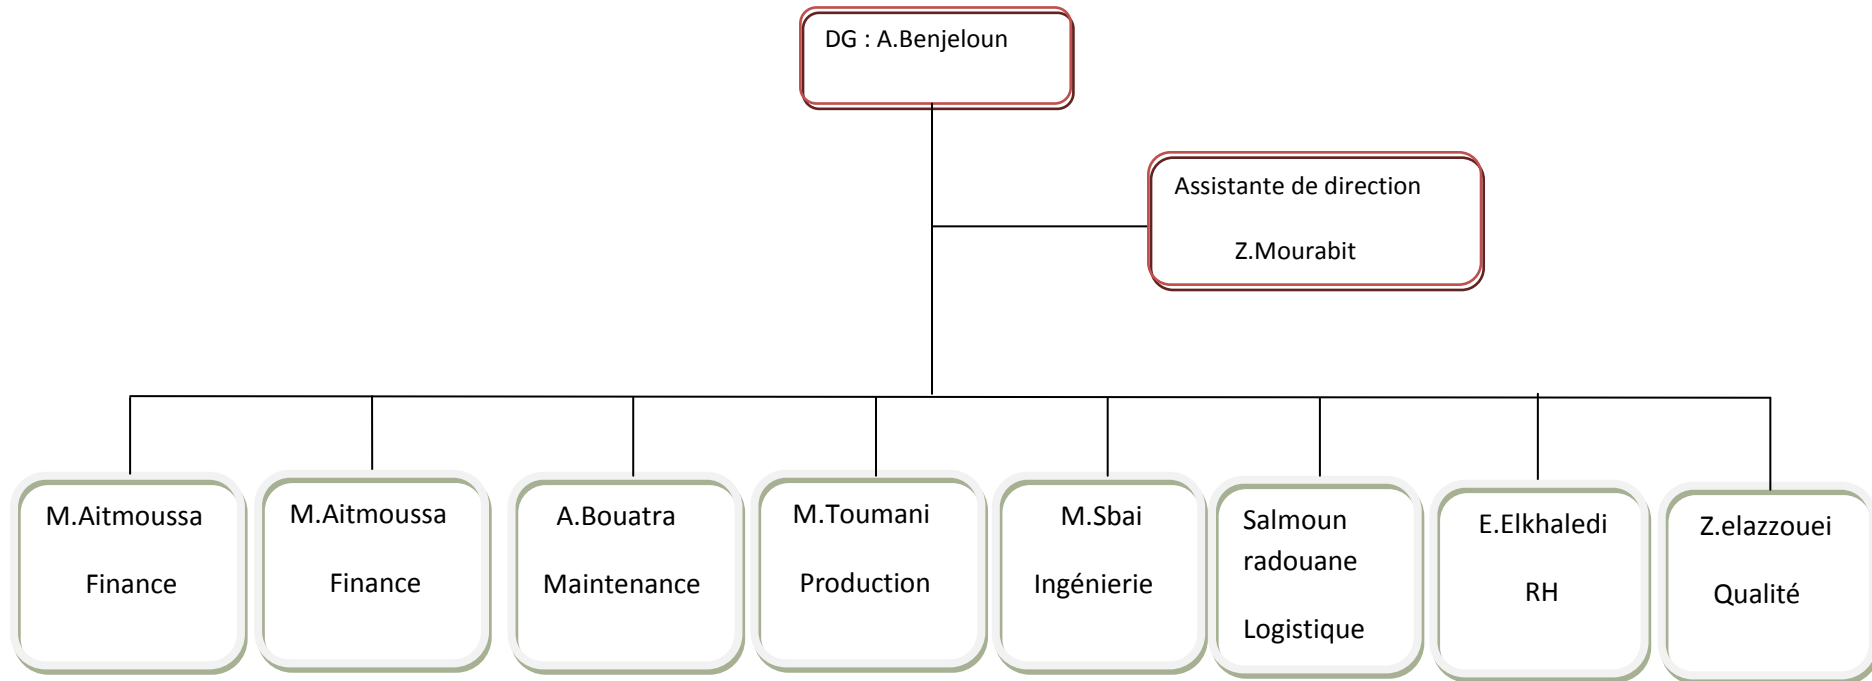 DG : A.Benjeloun
Assistante de direction
Z.Mourabit
M.Aitmoussa
Finance
M.Aitmoussa
Finance
A.Bouatra
Maintenance
M.Toumani
Production
M.Sbai
Ingénierie
Salmoun
radouane
Logistique
E.Elkhaledi
RH
Z.elazzouei
Qualité